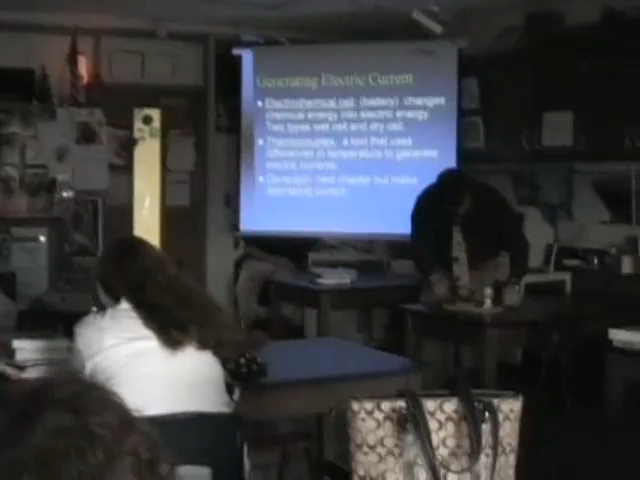 Generating Electric Current
Electrochemical cell (battery) changes
chemical energy into electric energy
Two types wet cell and dry cell.
Thermocouples a tool that uses
differences in temperature to generate
electric currents.